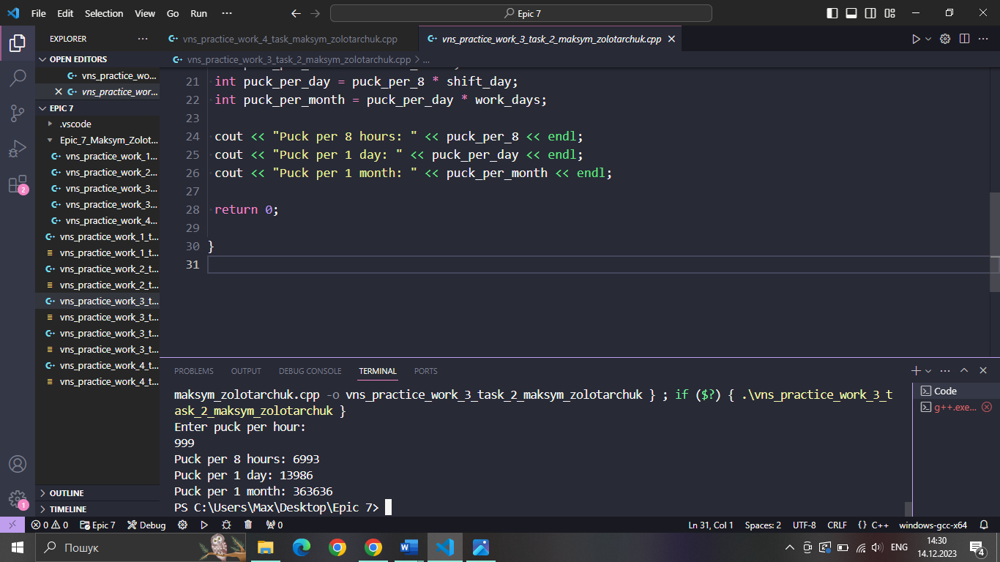 File Edit Selection View Go Run ··· Epic 7
EXPLORER ···
OPEN EDITORS
vns_practice_wo...
vns_practice_wor...
EPIC 7
.vscode
Epic_7_Maksym_Zolot...
vns_practice_work_1...
vns_practice_work_2...
vns_practice_work_3...
vns_practice_work_3...
vns_practice_work_4...
vns_practice_work_1_t...
vns_practice_work_1_t...
vns_practice_work_2_t...
vns_practice_work_2_t...
vns_practice_work_3_t...
vns_practice_work_3_t...
vns_practice_work_3_t...
vns_practice_work_3_t...
vns_practice_work_4_t...
vns_practice_work_4_t...
OUTLINE
TIMELINE
vns_practice_work_4_task_maksym_zolotarchuk.cpp vns_practice_work_3_task_2_maksym_zolotarchuk.cpp
vns_practice_work_3_task_2_maksym_zolotarchuk.cpp > ...
21 int puck_per_day = puck_per_8 * shift_day;
22 int puck_per_month = puck_per_day * work_days;
23
24 cout << "Puck per 8 hours: " << puck_per_8 << endl;
25 cout << "Puck per 1 day: " << puck_per_day << endl;
26 cout << "Puck per 1 month: " << puck_per_month << endl;
27
28 return 0;
29
30 }
31
PROBLEMS OUTPUT DEBUG CONSOLE TERMINAL PORTS
maksym_zolotarchuk.cpp -o vns_practice_work_3_task_2_maksym_zolotarchuk } ; if ($?) { .\vns_practice_work_3_t
ask_2_maksym_zolotarchuk }
Enter puck per hour:
999
Puck per 8 hours: 6993
Puck per 1 day: 13986
Puck per 1 month: 363636
PS C:\Users\Max\Desktop\Epic 7>
Code
g++.exe...
2
1
0 0 Epic 7 Debug 0 Ln 31, Col 1 Spaces: 2 UTF-8 CRLF {} C++ windows-gcc-x64
Пошук
ENG
14:30
14.12.2023
4